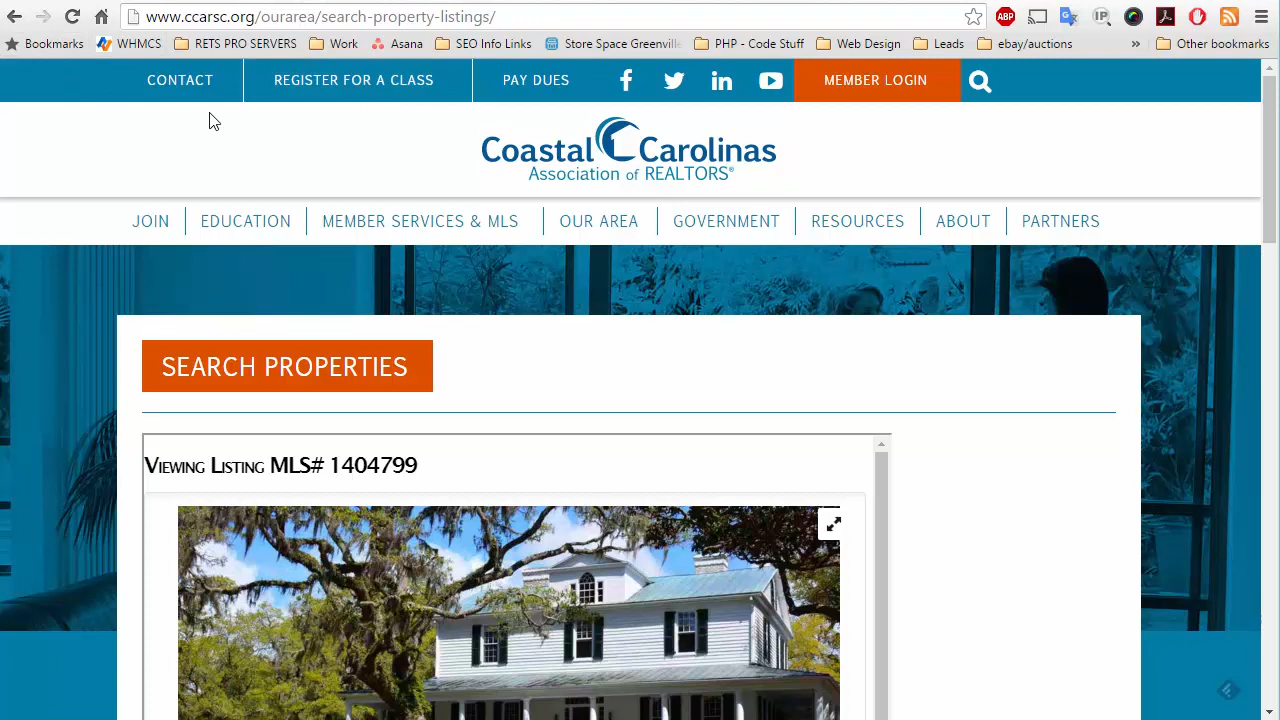 www.ccarsc.org/ourarea/search-property-listings/
ABP
IP
Bookmarks WHMCS RETS PRO SERVERS Work Asana SEO Info Links Store Space Greenvill PHP - Code Stuff Web Design Leads ebay/auctions » Other bookmarks
CONTACT REGISTER FOR A CLASS PAY DUES MEMBER LOGIN
Coastal Carolinas
Association of REALTORS®
JOIN EDUCATION MEMBER SERVICES & MLS OUR AREA GOVERNMENT RESOURCES ABOUT PARTNERS
SEARCH PROPERTIES
Viewing Listing MLS# 1404799